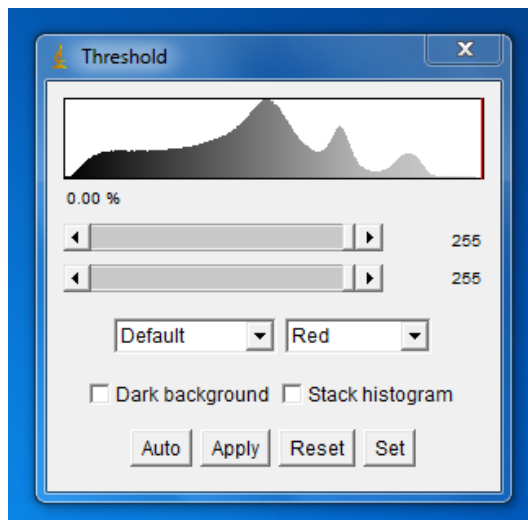 Threshold
0.00 %
255
255
Default Red
Dark background Stack histogram
Auto Apply Reset Set